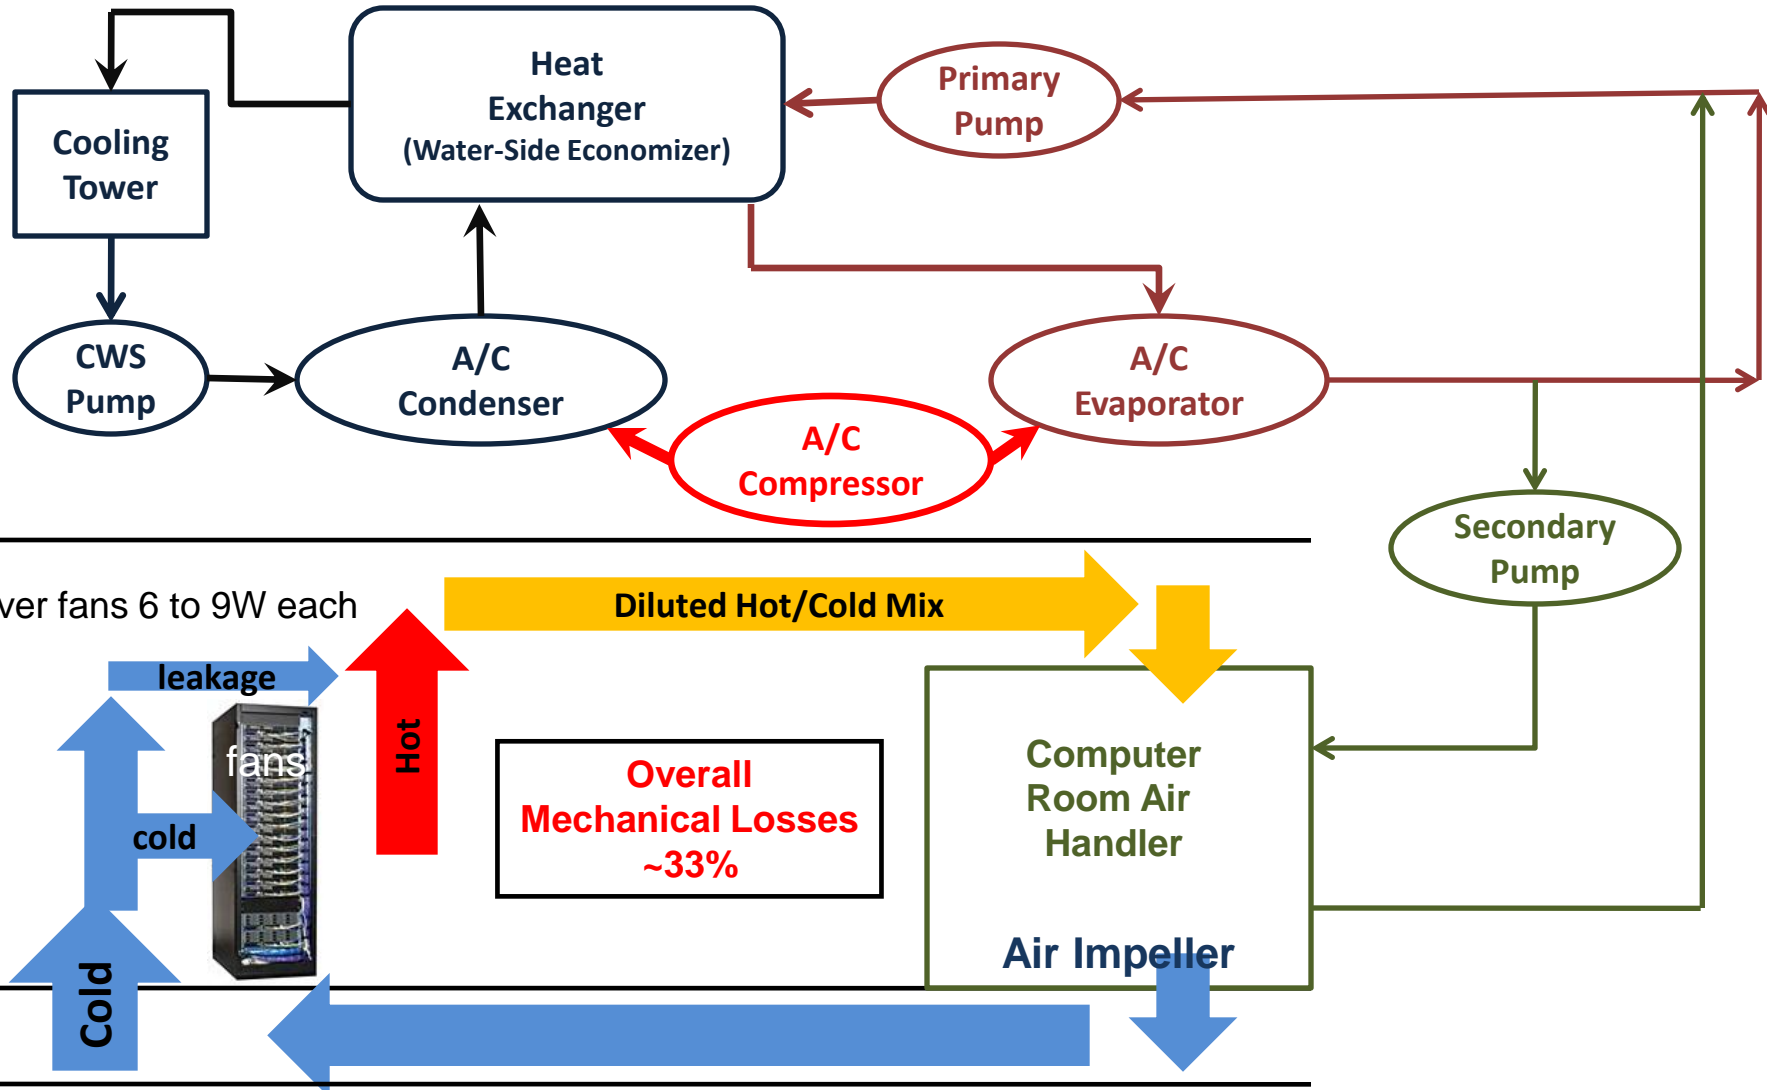 Heat
Exchanger
(Water-Side Economizer)
Primary
Pump
Cooling
Tower
CWS
Pump
A/C
Condenser
A/C
Evaporator
A/C
Compressor
Secondary
Pump
ver fans 6 to 9W each
Diluted Hot/Cold Mix
leakage
Hot
fans
cold
Cold
Overall
Mechanical Losses
~33%
Computer
Room Air
Handler
Air Impeller